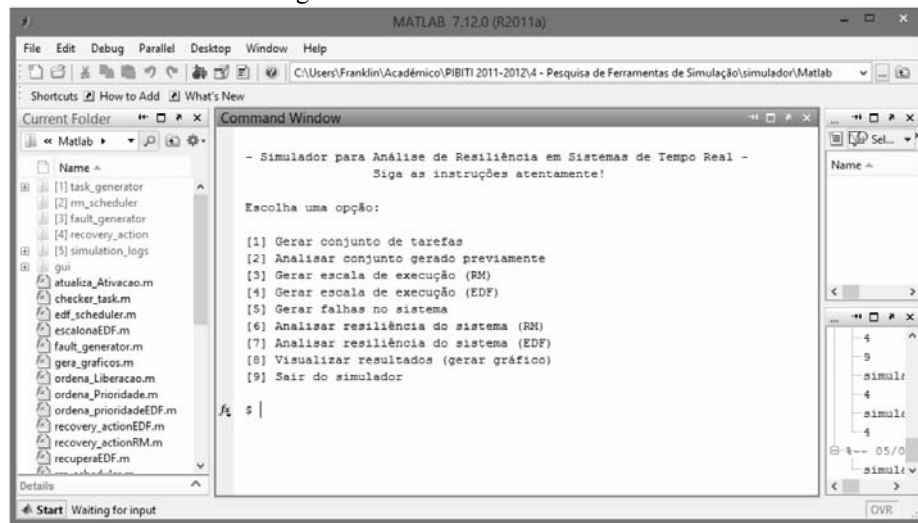 MATLAB 7.12.0 (R2011a)
File Edit Debug Parallel Desktop Window Help
C:\Users\Franklin\Acadêmico\PIBITI 2011-2012\4 - Pesquisa de Ferramentas de Simulação\simulador\Matlab
Shortcuts How to Add What's New
Current Folder
« Matlab
Name
[1] task_generator
[2] rm_scheduler
[3] fault_generator
[4] recovery_action
[5] simulation_logs
gui
atualiza_Ativacao.m
checker_task.m
edf_scheduler.m
escalonaEDF.m
fault_generator.m
gera_graficos.m
ordena_Liberacao.m
ordena_Prioridade.m
ordena_prioridadeEDF.m
recovery_actionEDF.m
recovery_actionRM.m
recuperaEDF.m
Details
Command Window
- Simulador para Análise de Resiliência em Sistemas de Tempo Real -
Siga as instruções atentamente!
Escolha uma opção:
[1] Gerar conjunto de tarefas
[2] Analisar conjunto gerado previamente
[3] Gerar escala de execução (RM)
[4] Gerar escala de execução (EDF)
[5] Gerar falhas no sistema
[6] Analisar resiliência do sistema (RM)
[7] Analisar resiliência do sistema (EDF)
[8] Visualizar resultados (gerar gráfico)
[9] Sair do simulador
fx $
... 
Sel...
Name
...
4
9
simula
4
simula
4
%-- 05/0
simula
Start Waiting for input
OVR